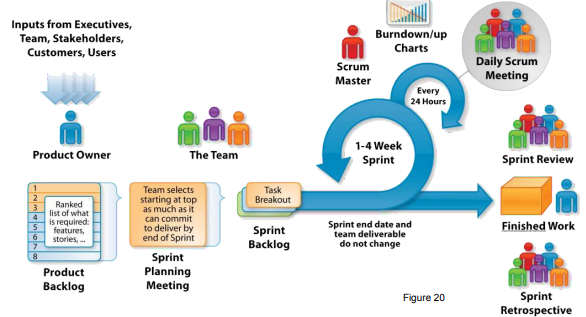 Inputs from Executives,
Team, Stakeholders,
Customers, Users
Product Owner
The Team
Scrum
Master
Burndown/up
Charts
Daily Scrum
Meeting
Every
24 Hours
1-4 Week
Sprint
1
2
3
4
5
6
7
8
Ranked
list of what
is required:
features,
stories, ...
Product
Backlog
Team selects
starting at top
as much as it
can commit
to deliver by
end of Sprint
Sprint
Planning
Meeting
Task
Breakout
Sprint
Backlog
Sprint end date and
team deliverable
do not change
Sprint Review
Finished Work
Sprint
Retrospective
Figure 20